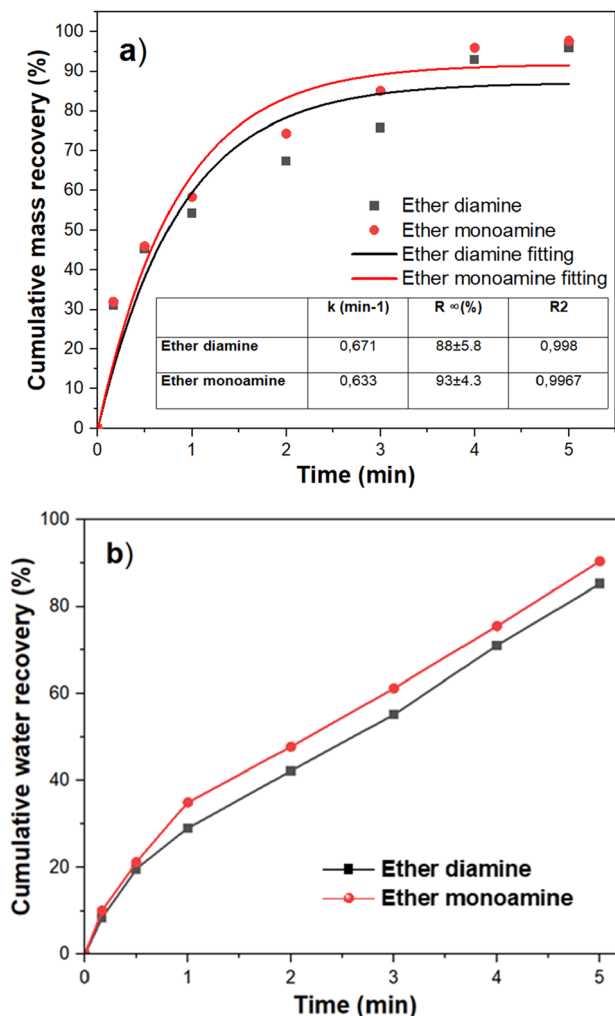 a)
Cumulative mass recovery (%)
100
90
80
70
60
50
40
30
20
10
0
Ether diamine
Ether monoamine
Ether diamine fitting
Ether monoamine fitting
k (min-1) R ∞(%) R2
Ether diamine 0,671 88±5.8 0,998
Ether monoamine 0,633 93±4.3 0,9967
0 1 2 3 4 5
Time (min)
b)
Cumulative water recovery (%)
100
80
60
40
20
0
Ether diamine
Ether monoamine
0 1 2 3 4 5
Time (min)